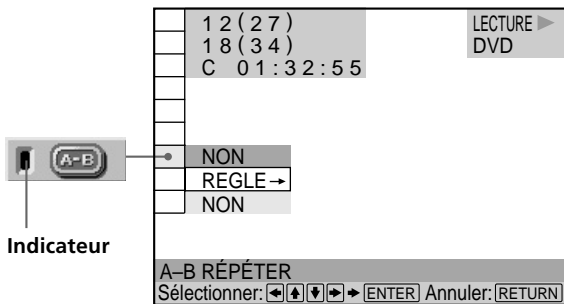 12(27)
18(34)
C 01:32:55
LECTURE ▶
DVD
A-B
NON
REGLE→
NON
Indicateur
A–B RÉPÉTER
Sélectionner: ← ↑ ↓ → → ENTER Annuler: RETURN